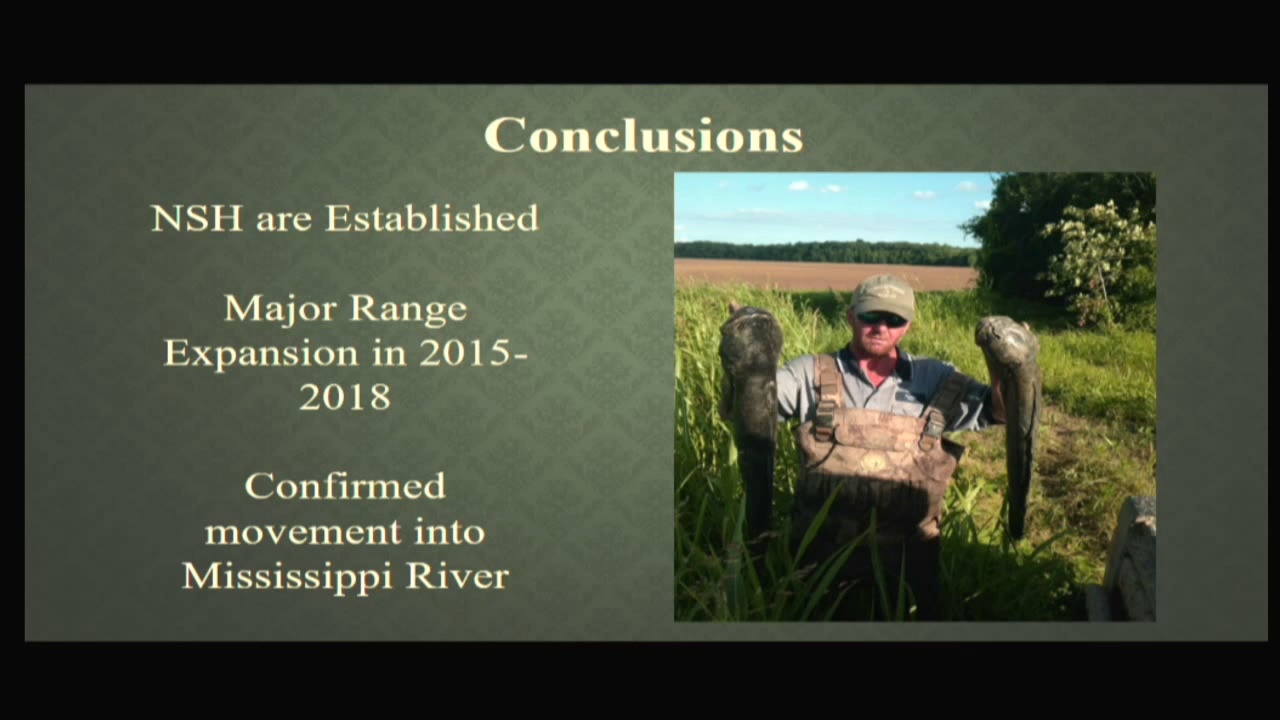 Conclusions
NSH are Established
Major Range
Expansion in 2015-
2018
Confirmed
movement into
Mississippi River